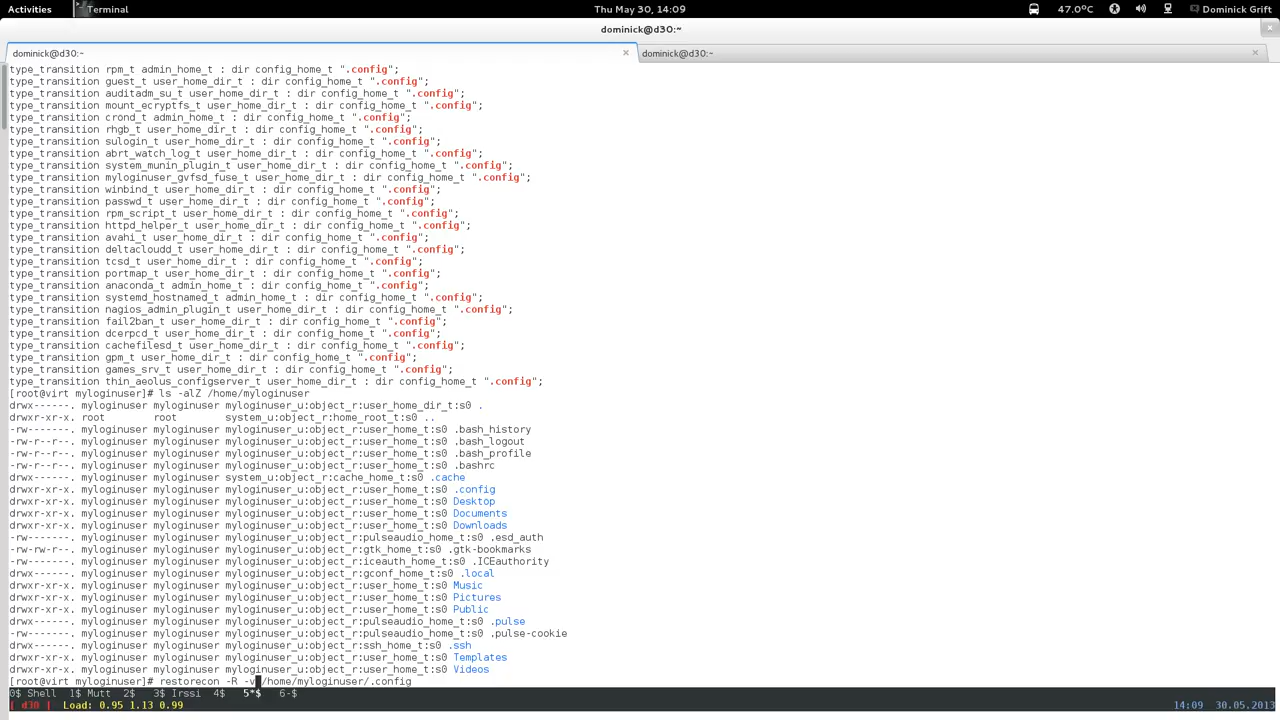 Activities Terminal Thu May 30, 14:09 47.0°C Dominick Grift
dominick@d30:~
dominick@d30:~ × dominick@d30:~ ×
type_transition rpm_t admin_home_t : dir config_home_t ".config";
type_transition guest_t user_home_dir_t : dir config_home_t ".config";
type_transition auditadm_su_t user_home_dir_t : dir config_home_t ".config";
type_transition mount_ecryptfs_t user_home_dir_t : dir config_home_t ".config";
type_transition crond_t admin_home_t : dir config_home_t ".config";
type_transition rhgb_t user_home_dir_t : dir config_home_t ".config";
type_transition sulogin_t user_home_dir_t : dir config_home_t ".config";
type_transition abrt_watch_log_t user_home_dir_t : dir config_home_t ".config";
type_transition system_munin_plugin_t user_home_dir_t : dir config_home_t ".config";
type_transition myloginuser_gvfsd_fuse_t user_home_dir_t : dir config_home_t ".config";
type_transition winbind_t user_home_dir_t : dir config_home_t ".config";
type_transition passwd_t user_home_dir_t : dir config_home_t ".config";
type_transition rpm_script_t user_home_dir_t : dir config_home_t ".config";
type_transition httpd_helper_t user_home_dir_t : dir config_home_t ".config";
type_transition avahi_t user_home_dir_t : dir config_home_t ".config";
type_transition deltacloudd_t user_home_dir_t : dir config_home_t ".config";
type_transition tcsd_t user_home_dir_t : dir config_home_t ".config";
type_transition portmap_t user_home_dir_t : dir config_home_t ".config";
type_transition anaconda_t admin_home_t : dir config_home_t ".config";
type_transition systemd_hostnamed_t admin_home_t : dir config_home_t ".config";
type_transition nagios_admin_plugin_t user_home_dir_t : dir config_home_t ".config";
type_transition fail2ban_t user_home_dir_t : dir config_home_t ".config";
type_transition dcerpcd_t user_home_dir_t : dir config_home_t ".config";
type_transition cachefilesd_t user_home_dir_t : dir config_home_t ".config";
type_transition gpm_t user_home_dir_t : dir config_home_t ".config";
type_transition games_srv_t user_home_dir_t : dir config_home_t ".config";
type_transition thin_aeolus_configserver_t user_home_dir_t : dir config_home_t ".config";
[root@virt myloginuser]# ls -alZ /home/myloginuser
drwx------. myloginuser myloginuser myloginuser_u:object_r:user_home_dir_t:s0 .
drwxr-xr-x. root root system_u:object_r:home_root_t:s0 ..
-rw-------. myloginuser myloginuser myloginuser_u:object_r:user_home_t:s0 .bash_history
-rw-r--r--. myloginuser myloginuser myloginuser_u:object_r:user_home_t:s0 .bash_logout
-rw-r--r--. myloginuser myloginuser myloginuser_u:object_r:user_home_t:s0 .bash_profile
-rw-r--r--. myloginuser myloginuser myloginuser_u:object_r:user_home_t:s0 .bashrc
drwx------. myloginuser myloginuser system_u:object_r:cache_home_t:s0 .cache
drwxr-xr-x. myloginuser myloginuser myloginuser_u:object_r:user_home_t:s0 .config
drwxr-xr-x. myloginuser myloginuser myloginuser_u:object_r:user_home_t:s0 Desktop
drwxr-xr-x. myloginuser myloginuser myloginuser_u:object_r:user_home_t:s0 Documents
drwxr-xr-x. myloginuser myloginuser myloginuser_u:object_r:user_home_t:s0 Downloads
-rw-------. myloginuser myloginuser myloginuser_u:object_r:pulseaudio_home_t:s0 .esd_auth
-rw-rw-r--. myloginuser myloginuser myloginuser_u:object_r:gtk_home_t:s0 .gtk-bookmarks
-rw-------. myloginuser myloginuser myloginuser_u:object_r:iceauth_home_t:s0 .ICEauthority
drwx------. myloginuser myloginuser myloginuser_u:object_r:gconf_home_t:s0 .local
drwxr-xr-x. myloginuser myloginuser myloginuser_u:object_r:user_home_t:s0 Music
drwxr-xr-x. myloginuser myloginuser myloginuser_u:object_r:user_home_t:s0 Pictures
drwxr-xr-x. myloginuser myloginuser myloginuser_u:object_r:user_home_t:s0 Public
drwx------. myloginuser myloginuser myloginuser_u:object_r:pulseaudio_home_t:s0 .pulse
-rw-------. myloginuser myloginuser myloginuser_u:object_r:pulseaudio_home_t:s0 .pulse-cookie
drwx------. myloginuser myloginuser myloginuser_u:object_r:ssh_home_t:s0 .ssh
drwxr-xr-x. myloginuser myloginuser myloginuser_u:object_r:user_home_t:s0 Templates
drwxr-xr-x. myloginuser myloginuser myloginuser_u:object_r:user_home_t:s0 Videos
[root@virt myloginuser]# restorecon -R -v /home/myloginuser/.config
0$ Shell 1$ Mutt 2$ 3$ Irssi 4$ 5*$ 6-$
[ d30 | Load: 0.95 1.13 0.99 14:09 30.05.2013 ]